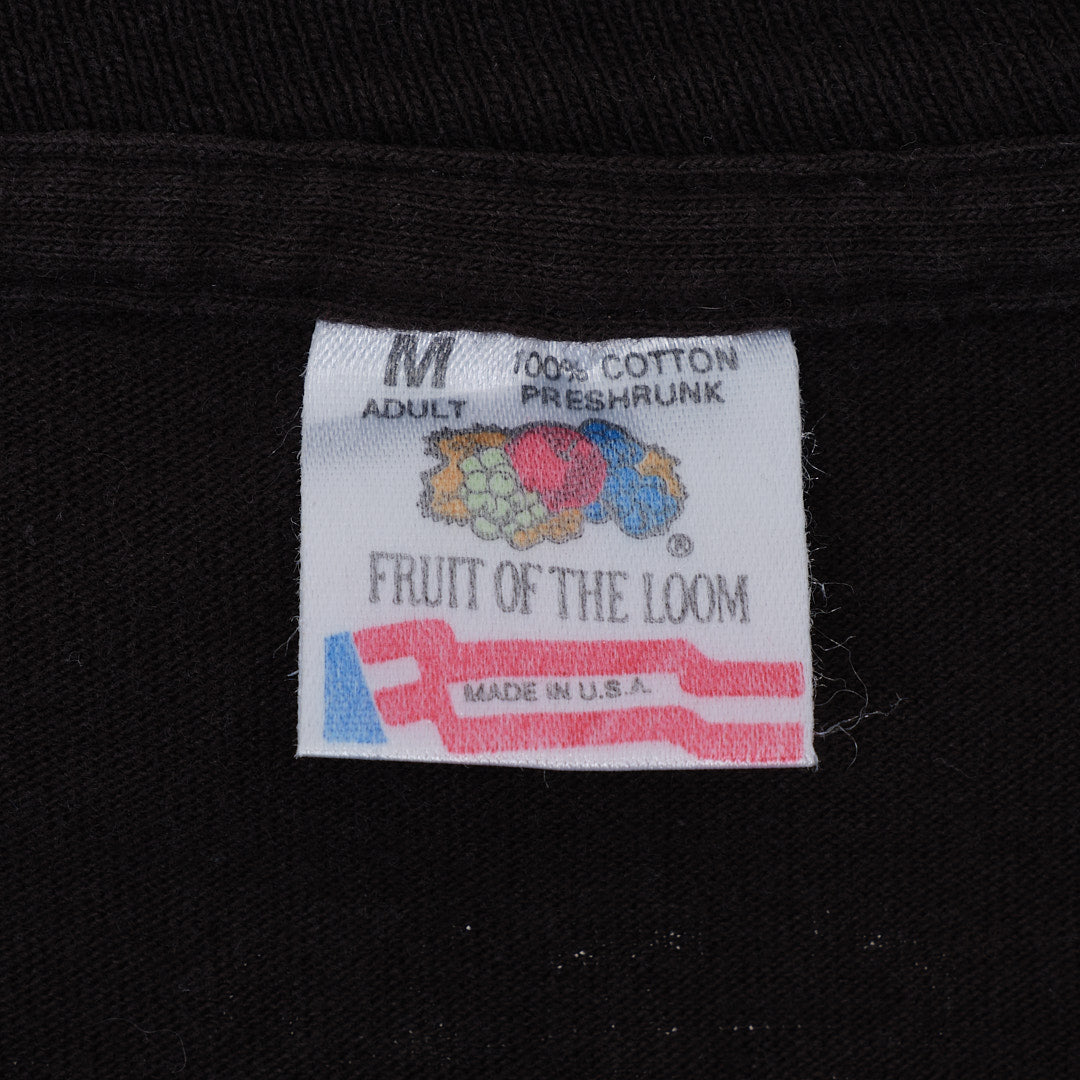 M 100% COTTON
ADULT PRESHRUNK
®
FRUIT OF THE LOOM
MADE IN U.S.A.